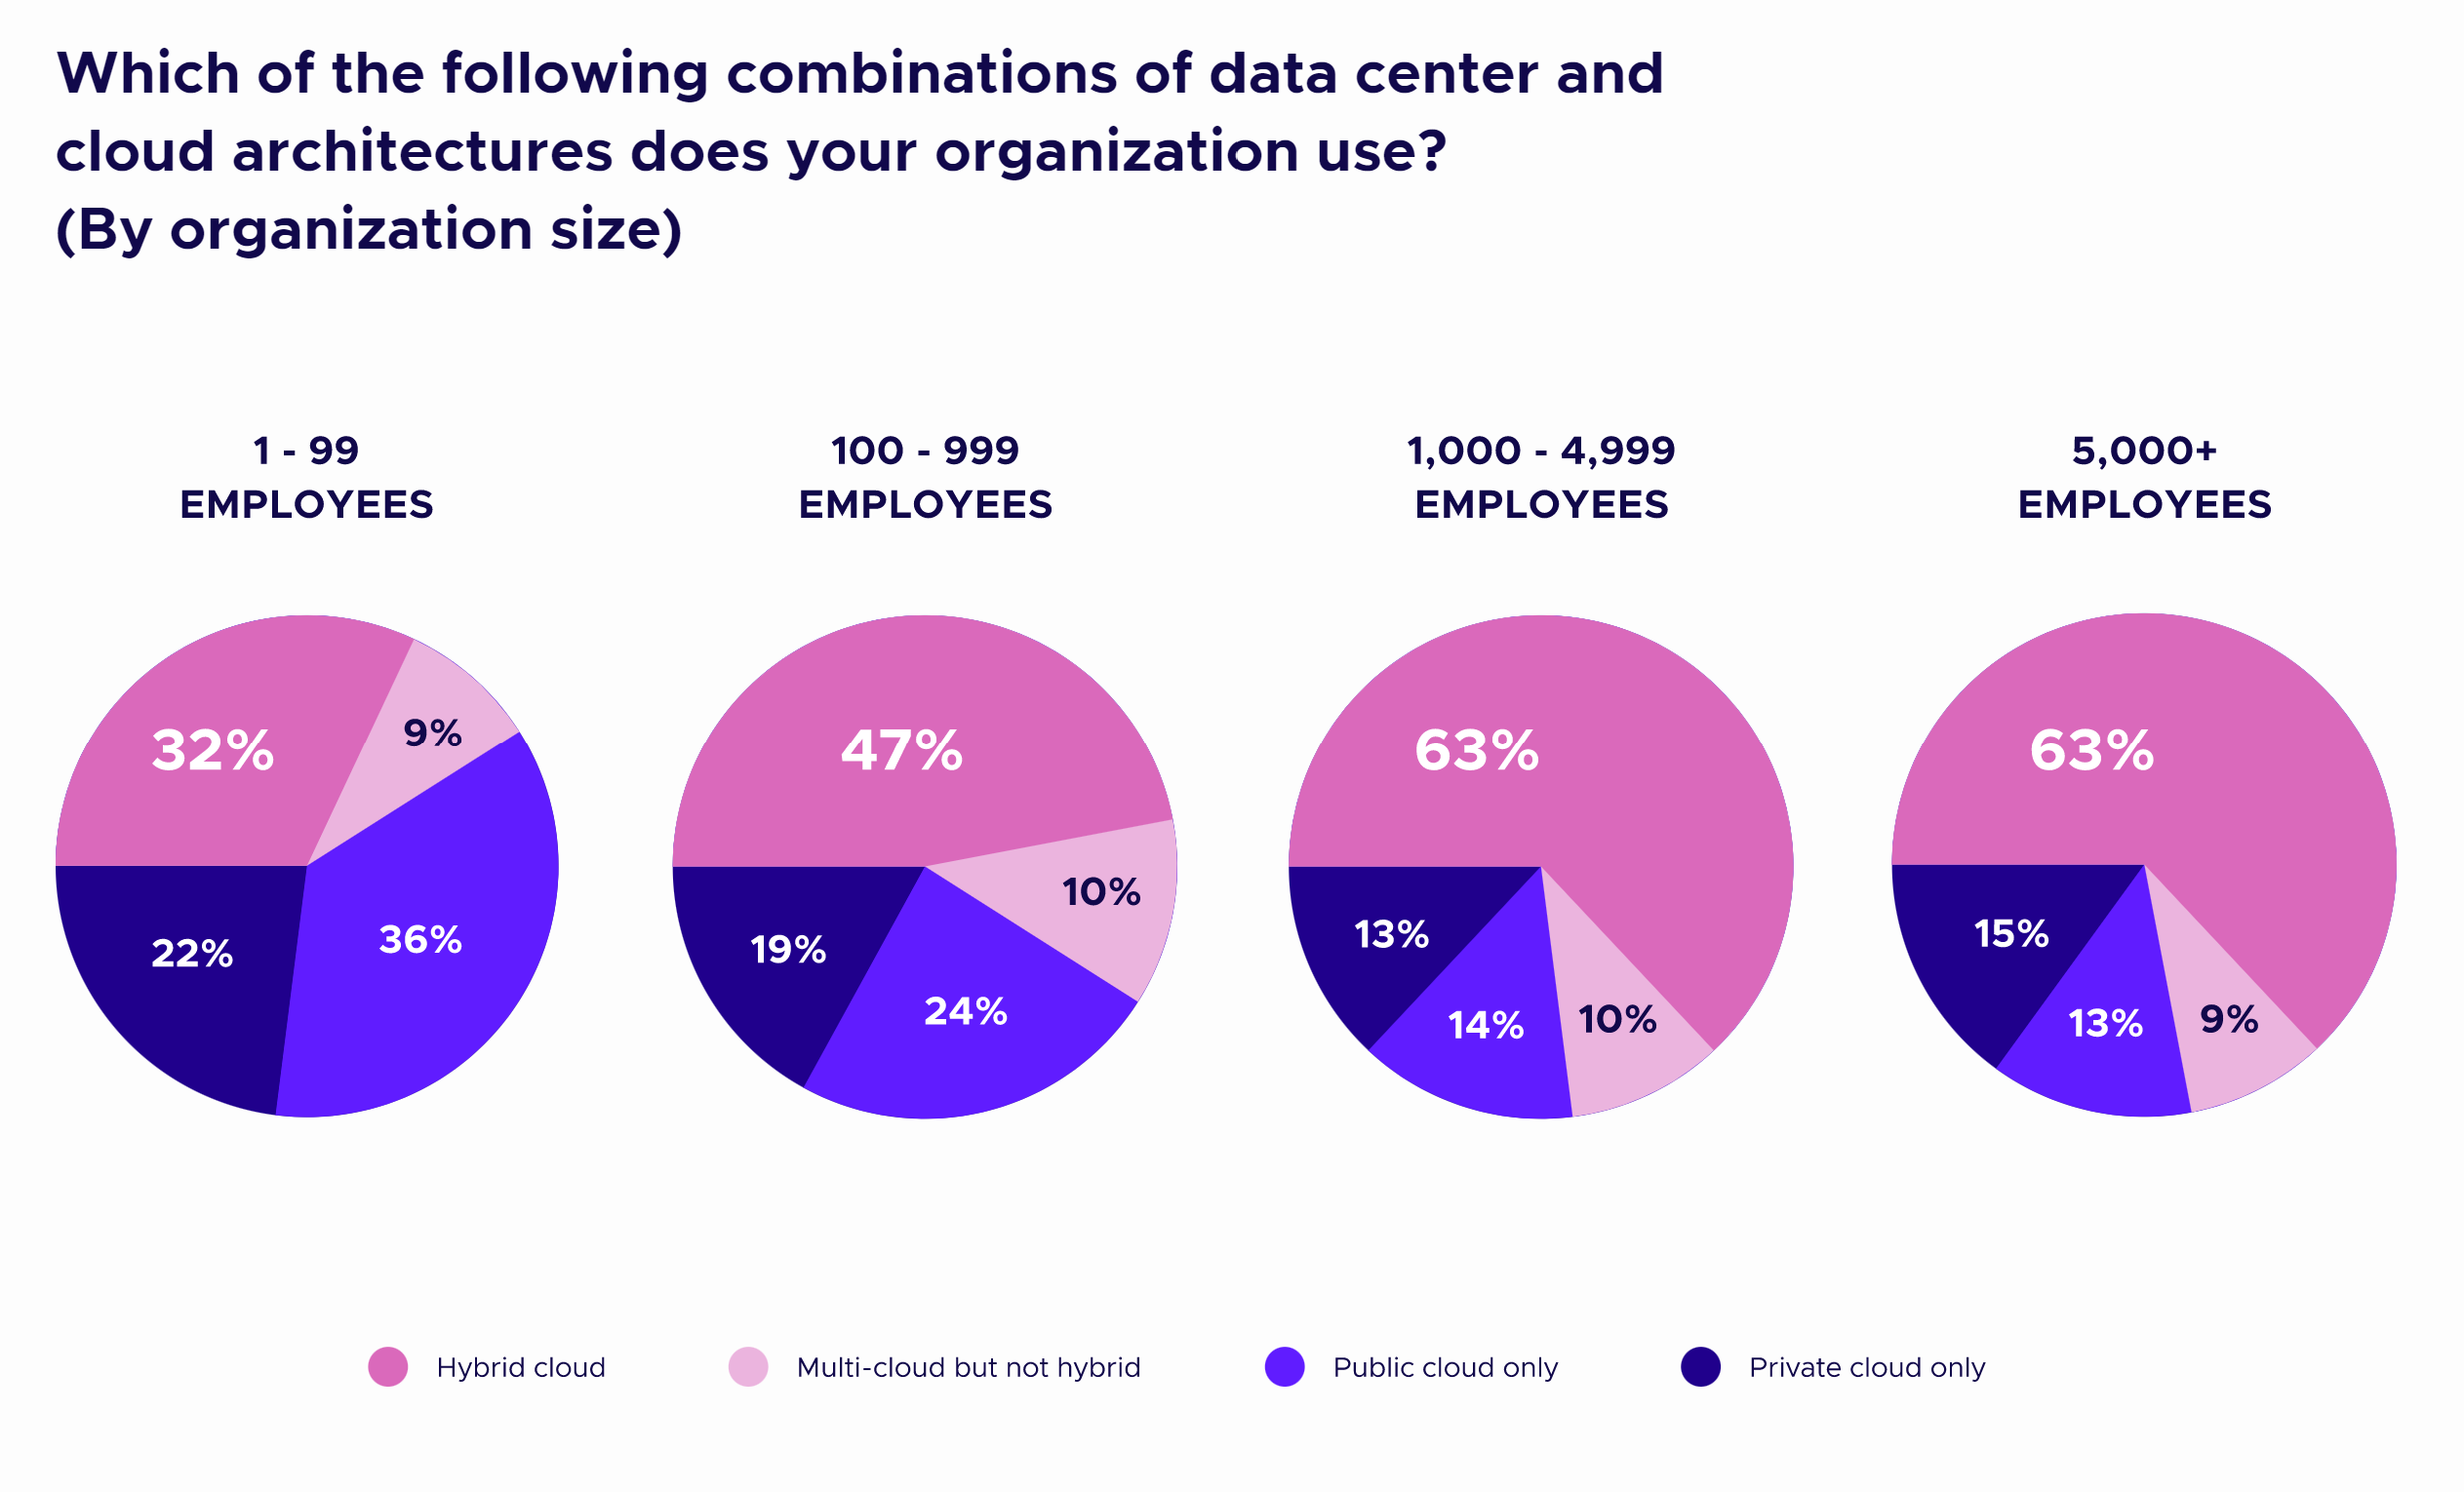 Which of the following combinations of data center and
cloud architectures does your organization use?
(By organization size)
1 - 99
EMPLOYEES
100 - 999
EMPLOYEES
1,000 - 4,999
EMPLOYEES
5,000+
EMPLOYEES
32%
9%
36%
22%
47%
10%
24%
19%
63%
10%
14%
13%
63%
9%
13%
15%
Hybrid cloud
Multi-cloud but not hybrid
Public cloud only
Private cloud only